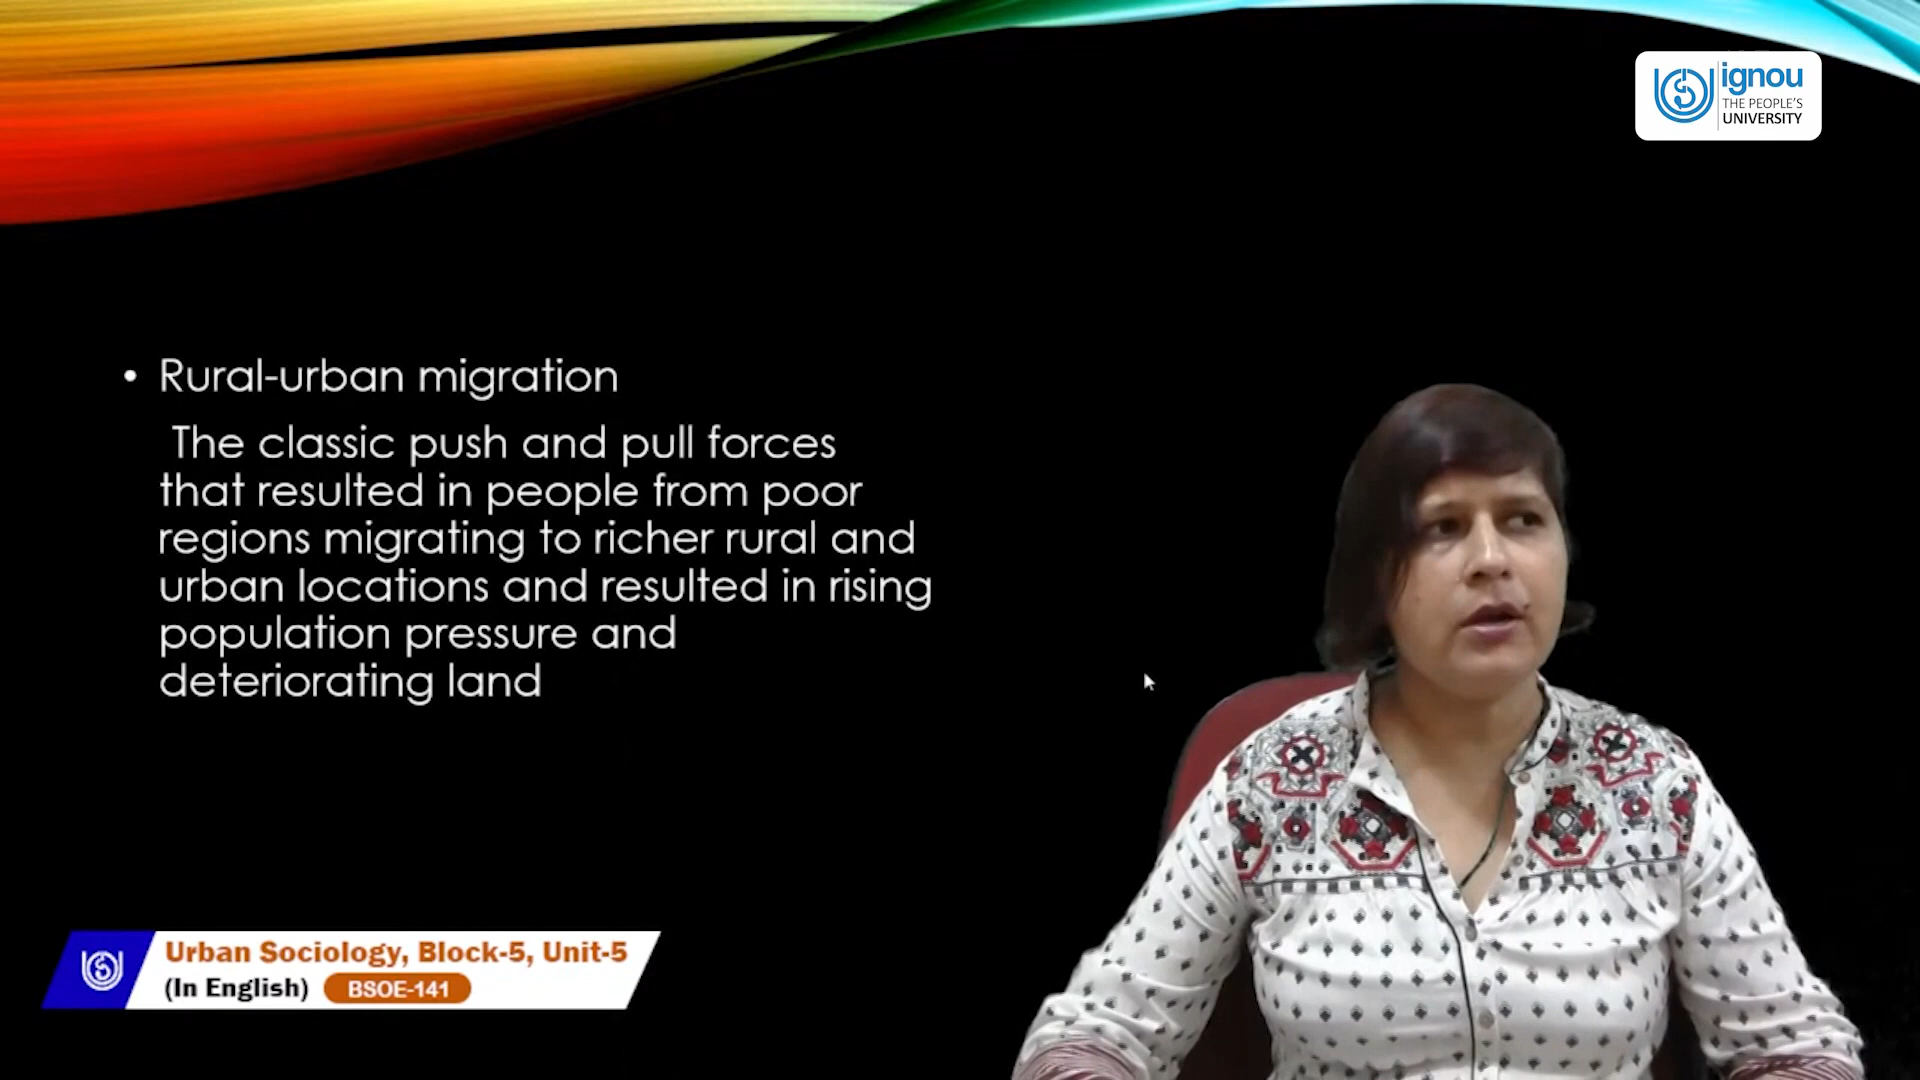 ignou
THE PEOPLE'S
UNIVERSITY
• Rural-urban migration
The classic push and pull forces
that resulted in people from poor
regions migrating to richer rural and
urban locations and resulted in rising
population pressure and
deteriorating land
Urban Sociology, Block-5, Unit-5
(In English) BSOE-141